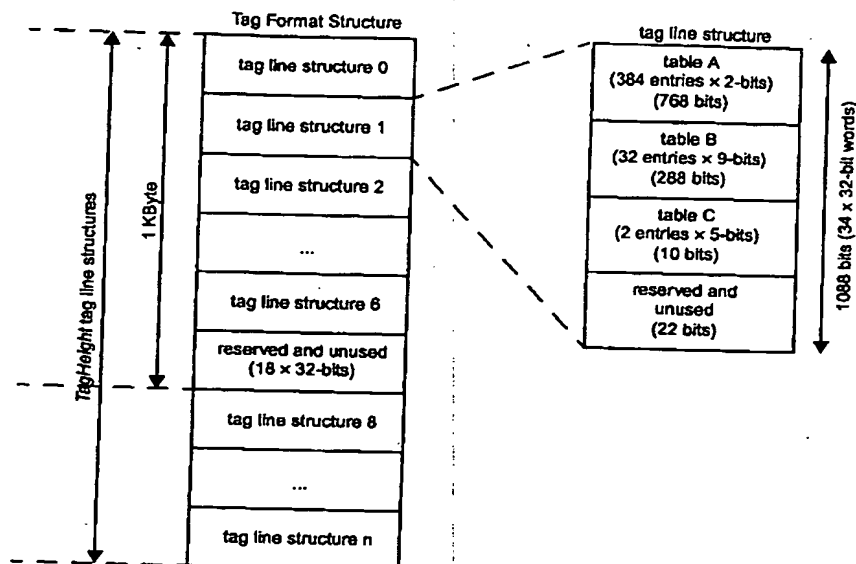 Tag Format Structure
tag line structure 0
tag line structure 1
tag line structure 2
...
tag line structure 6
reserved and unused
(18 × 32-bits)
tag line structure 8
...
tag line structure n
1 KByte
TagHeight tag line structures
tag line structure
table A
(384 entries × 2-bits)
(768 bits)
table B
(32 entries × 9-bits)
(288 bits)
table C
(2 entries × 5-bits)
(10 bits)
reserved and
unused
(22 bits)
1088 bits (34 x 32-bit words)